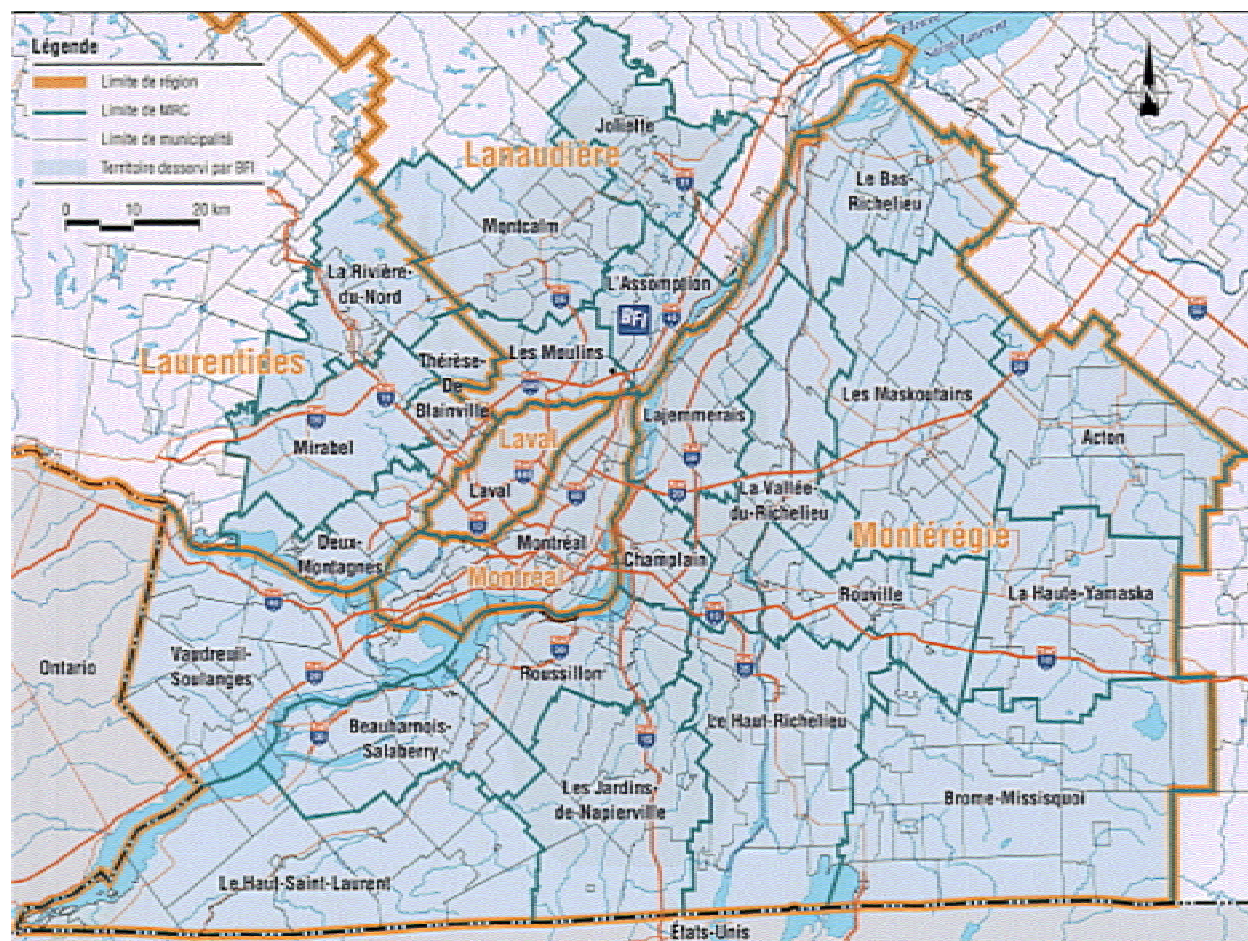 Légende
Limite de région
Limite de MRC
Limite de municipalité
Territoire desservi par BFI
0 10 20 km
Fleuve
Saint-Laurent
Joliette
Lanaudière
Le Bas-
Richelieu
Montcalm
La Rivière-
du-Nord
L'Assomption
BFI
Les Moulins
Laurentides
Thérèse-
De
Blainville
Les Maskoutains
Lajemmerais
Acton
Mirabel
Laval
Laval
La Vallée-
du-Richelieu
Montérégie
Deux-
Montagnes
Montréal
Montréal
Champlain
Rouville
La Haute-Yamaska
Ontario
Vaudreuil-
Soulanges
Roussillon
Beauharnois-
Salaberry
Le Haut-Richelieu
Les Jardins-
de-Napierville
Brome-Missisquoi
Le Haut-Saint-Laurent
États-Unis